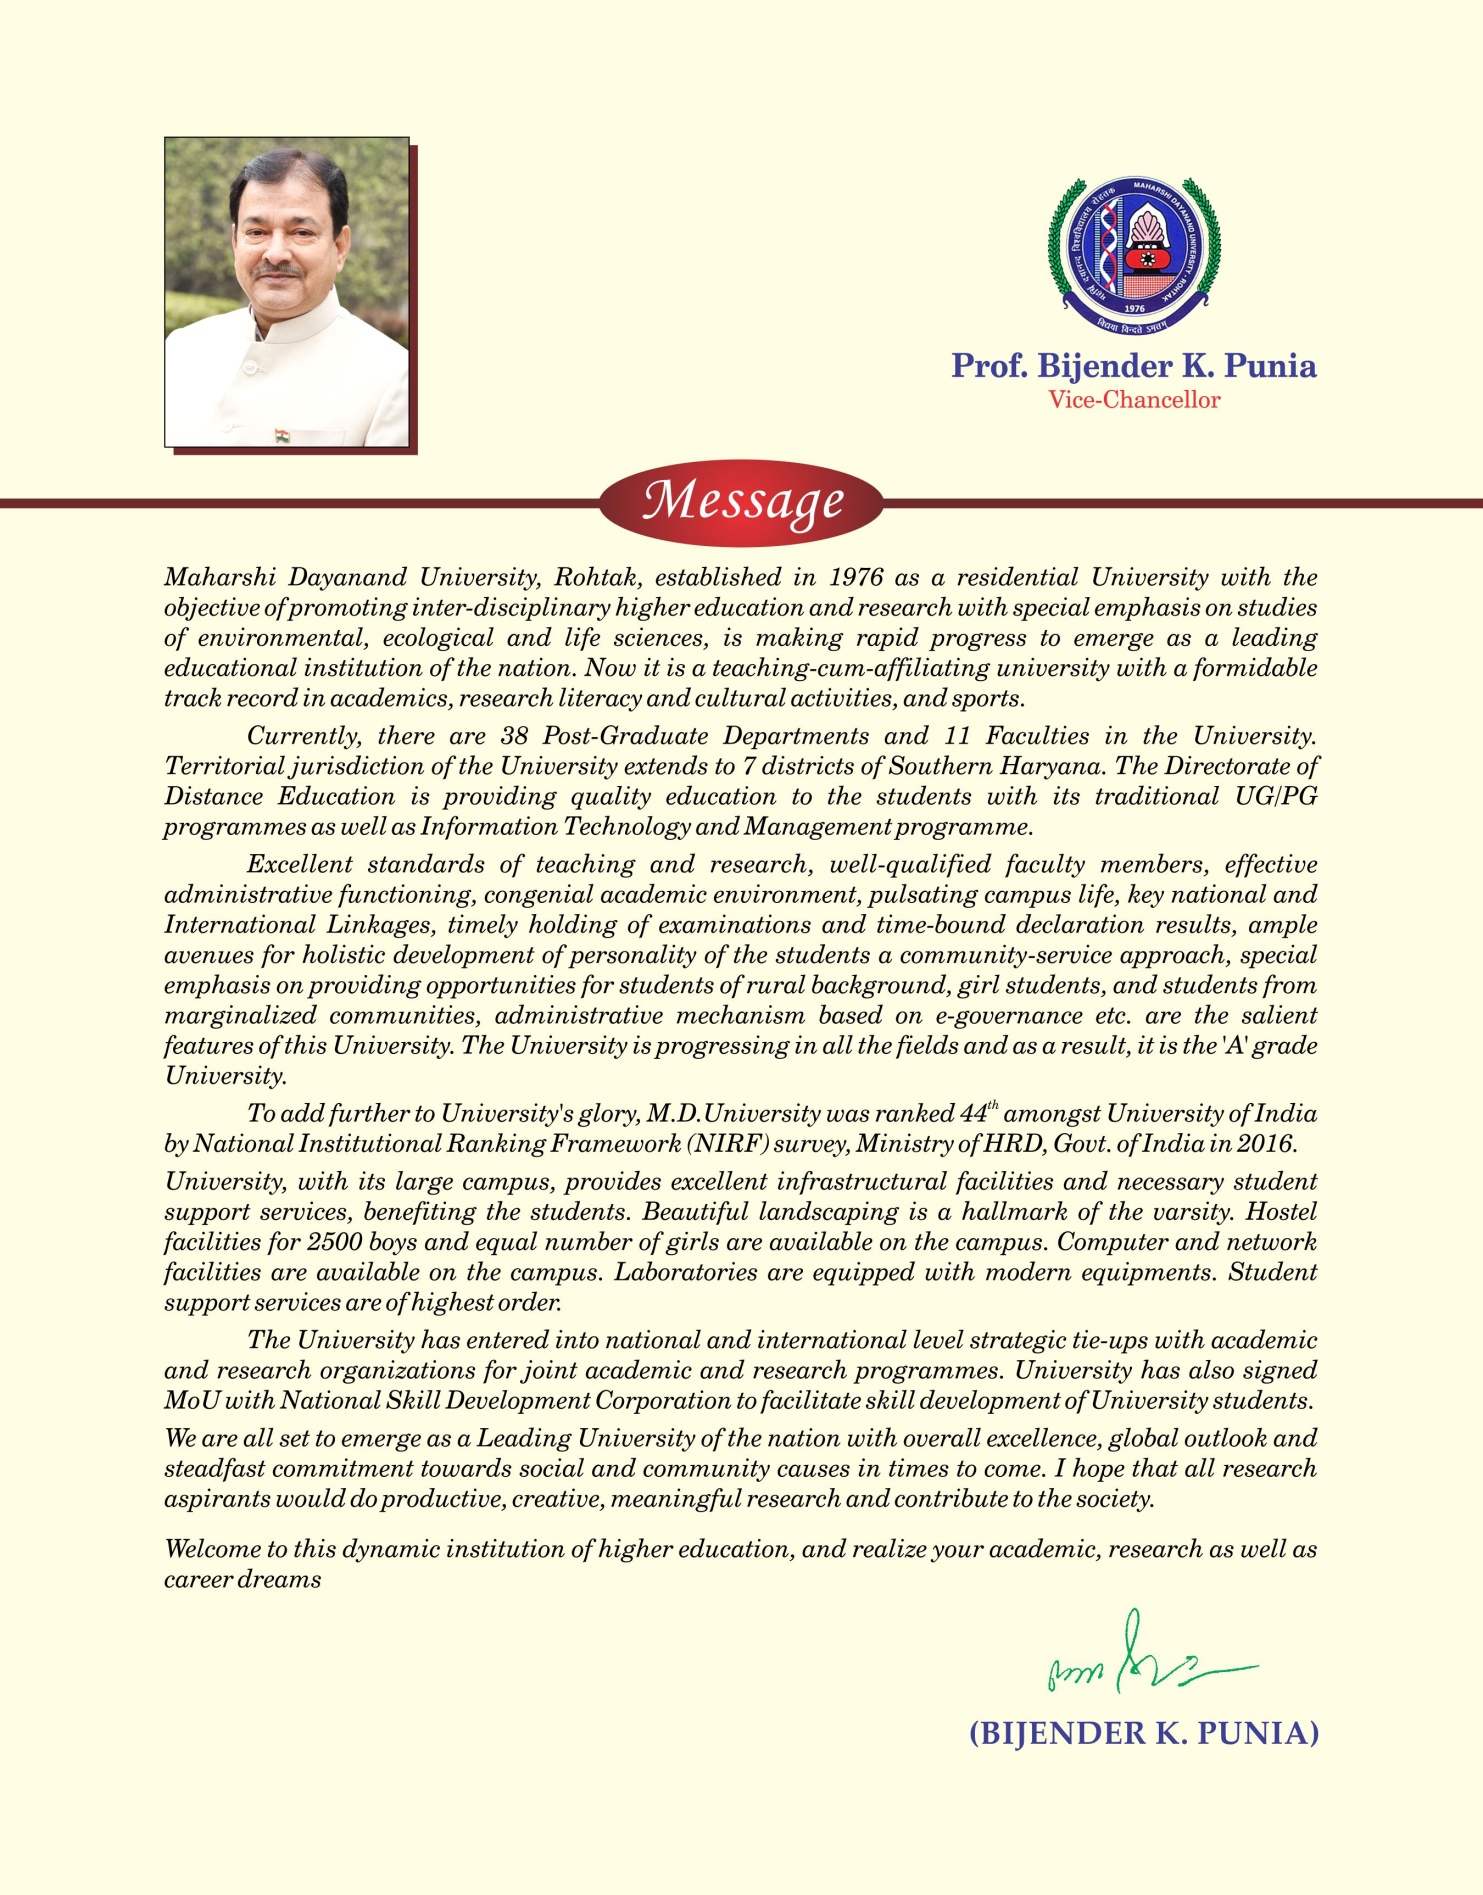 महर्षि दयानन्द विश्वविद्यालय रोहतक
MAHARSHI DAYANAND UNIVERSITY - ROHTAK
1976
विद्यया विन्दते ऽमृतम्
Prof. Bijender K. Punia
Vice-Chancellor
Message
Maharshi Dayanand University, Rohtak, established in 1976 as a residential University with the
objective of promoting inter-disciplinary higher education and research with special emphasis on studies
of environmental, ecological and life sciences, is making rapid progress to emerge as a leading
educational institution of the nation. Now it is a teaching-cum-affiliating university with a formidable
track record in academics, research literacy and cultural activities, and sports.
Currently, there are 38 Post-Graduate Departments and 11 Faculties in the University.
Territorial jurisdiction of the University extends to 7 districts of Southern Haryana. The Directorate of
Distance Education is providing quality education to the students with its traditional UG/PG
programmes as well as Information Technology and Management programme.
Excellent standards of teaching and research, well-qualified faculty members, effective
administrative functioning, congenial academic environment, pulsating campus life, key national and
International Linkages, timely holding of examinations and time-bound declaration results, ample
avenues for holistic development of personality of the students a community-service approach, special
emphasis on providing opportunities for students of rural background, girl students, and students from
marginalized communities, administrative mechanism based on e-governance etc. are the salient
features of this University. The University is progressing in all the fields and as a result, it is the 'A' grade
University.
To add further to University's glory, M.D.University was ranked 44th amongst University of India
by National Institutional Ranking Framework (NIRF) survey, Ministry of HRD, Govt. of India in 2016.
University, with its large campus, provides excellent infrastructural facilities and necessary student
support services, benefiting the students. Beautiful landscaping is a hallmark of the varsity. Hostel
facilities for 2500 boys and equal number of girls are available on the campus. Computer and network
facilities are available on the campus. Laboratories are equipped with modern equipments. Student
support services are of highest order.
The University has entered into national and international level strategic tie-ups with academic
and research organizations for joint academic and research programmes. University has also signed
MoU with National Skill Development Corporation to facilitate skill development of University students.
We are all set to emerge as a Leading University of the nation with overall excellence, global outlook and
steadfast commitment towards social and community causes in times to come. I hope that all research
aspirants would do productive, creative, meaningful research and contribute to the society.
Welcome to this dynamic institution of higher education, and realize your academic, research as well as
career dreams
(BIJENDER K. PUNIA)